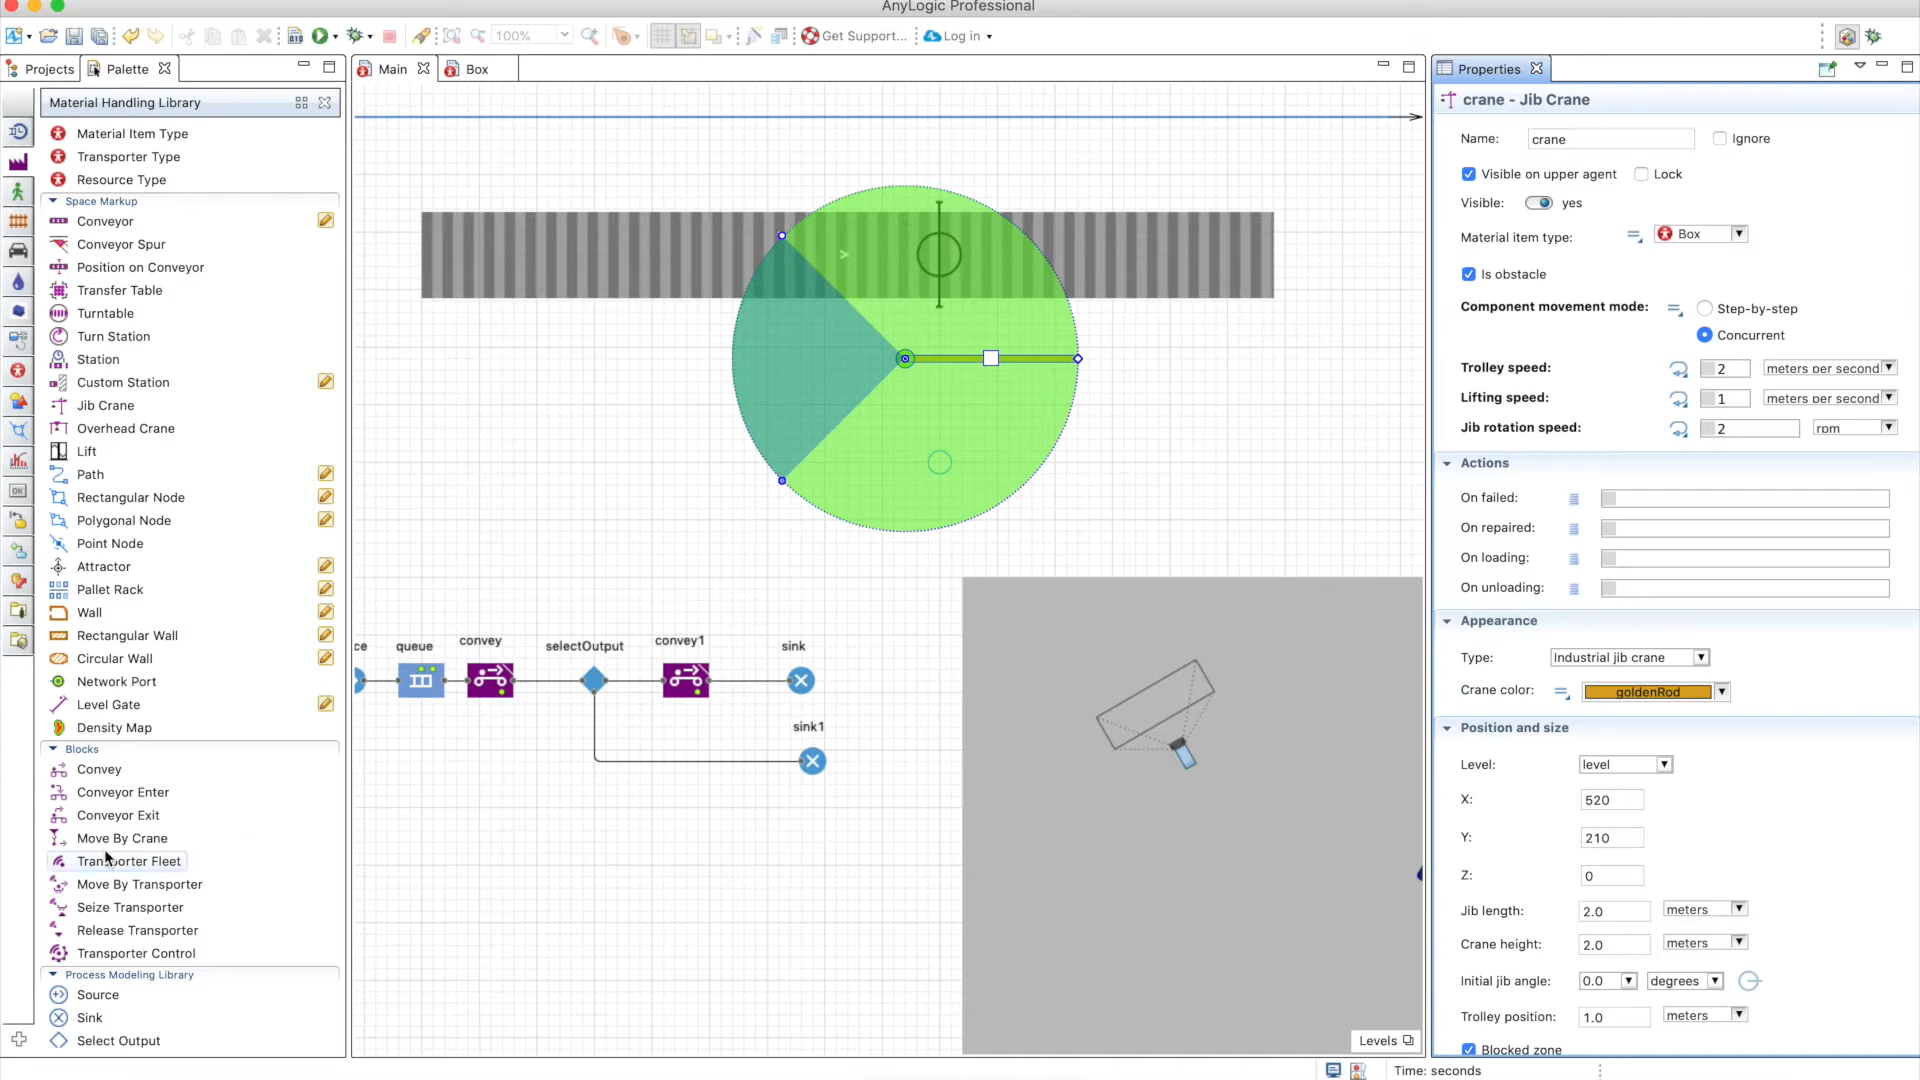 AnyLogic Professional
100%
Get Support...
Log in
Projects
Palette
Main
Box
Properties
Material Handling Library
Material Item Type
Transporter Type
Resource Type
Space Markup
Conveyor
Conveyor Spur
Position on Conveyor
Transfer Table
Turntable
Turn Station
Station
Custom Station
Jib Crane
Overhead Crane
Lift
Path
Rectangular Node
Polygonal Node
Point Node
Attractor
Pallet Rack
Wall
Rectangular Wall
Circular Wall
Network Port
Level Gate
Density Map
Blocks
Convey
Conveyor Enter
Conveyor Exit
Move By Crane
Transporter Fleet
Move By Transporter
Seize Transporter
Release Transporter
Transporter Control
Process Modeling Library
Source
Sink
Select Output
ce
queue
convey
selectOutput
convey1
sink
sink1
Levels
crane - Jib Crane
Name: crane Ignore
Visible on upper agent Lock
Visible: yes
Material item type: Box
Is obstacle
Component movement mode: Step-by-step
Concurrent
Trolley speed: 2 meters per second
Lifting speed: 1 meters per second
Jib rotation speed: 2 rpm
Actions
On failed:
On repaired:
On loading:
On unloading:
Appearance
Type: Industrial jib crane
Crane color: goldenRod
Position and size
Level: level
X: 520
Y: 210
Z: 0
Jib length: 2.0 meters
Crane height: 2.0 meters
Initial jib angle: 0.0 degrees
Trolley position: 1.0 meters
Blocked zone
Time: seconds